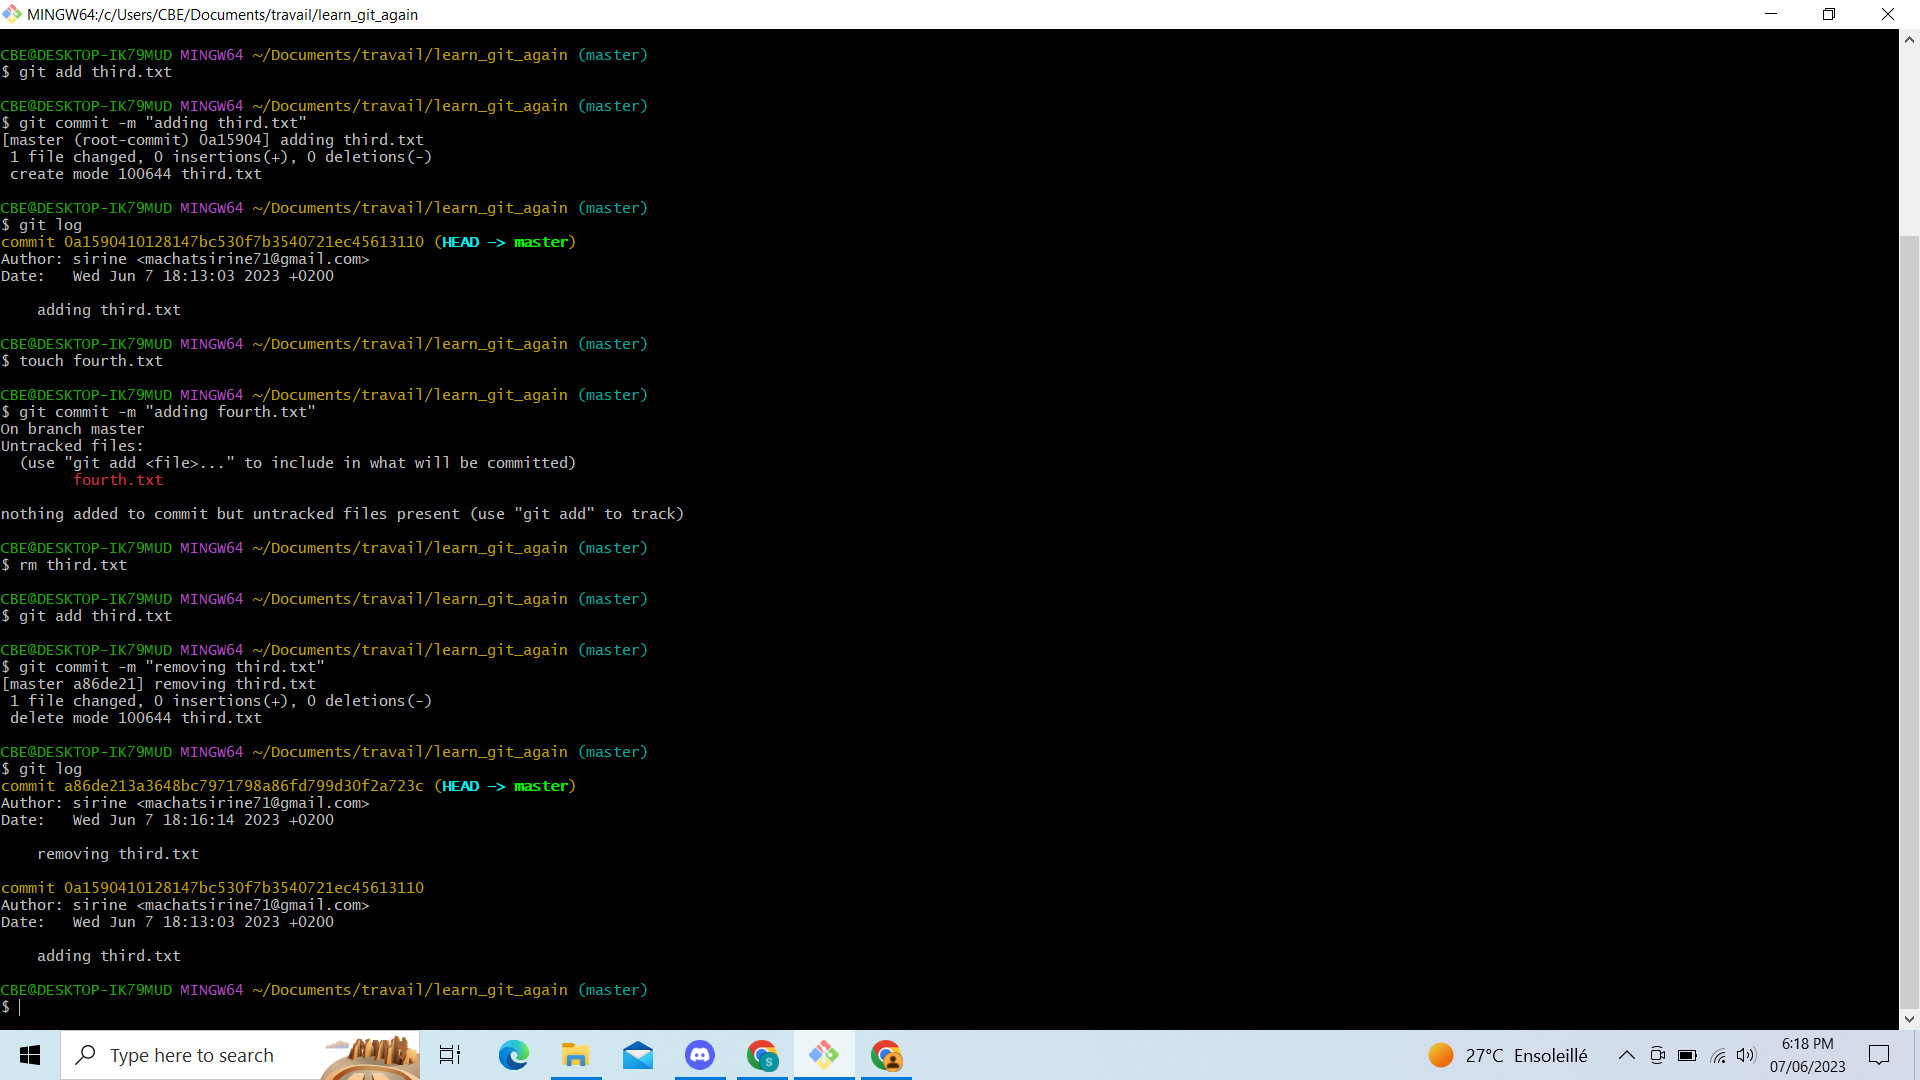 MINGW64:/c/Users/CBE/Documents/travail/learn_git_again
CBE@DESKTOP-IK79MUD MINGW64 ~/Documents/travail/learn_git_again (master)
$ git add third.txt
CBE@DESKTOP-IK79MUD MINGW64 ~/Documents/travail/learn_git_again (master)
$ git commit -m "adding third.txt"
[master (root-commit) 0a15904] adding third.txt
 1 file changed, 0 insertions(+), 0 deletions(-)
 create mode 100644 third.txt
CBE@DESKTOP-IK79MUD MINGW64 ~/Documents/travail/learn_git_again (master)
$ git log
commit 0a1590410128147bc530f7b3540721ec45613110 (HEAD -> master)
Author: sirine <machatsirine71@gmail.com>
Date:   Wed Jun 7 18:13:03 2023 +0200
    adding third.txt
CBE@DESKTOP-IK79MUD MINGW64 ~/Documents/travail/learn_git_again (master)
$ touch fourth.txt
CBE@DESKTOP-IK79MUD MINGW64 ~/Documents/travail/learn_git_again (master)
$ git commit -m "adding fourth.txt"
On branch master
Untracked files:
  (use "git add <file>..." to include in what will be committed)
        fourth.txt
nothing added to commit but untracked files present (use "git add" to track)
CBE@DESKTOP-IK79MUD MINGW64 ~/Documents/travail/learn_git_again (master)
$ rm third.txt
CBE@DESKTOP-IK79MUD MINGW64 ~/Documents/travail/learn_git_again (master)
$ git add third.txt
CBE@DESKTOP-IK79MUD MINGW64 ~/Documents/travail/learn_git_again (master)
$ git commit -m "removing third.txt"
[master a86de21] removing third.txt
 1 file changed, 0 insertions(+), 0 deletions(-)
 delete mode 100644 third.txt
CBE@DESKTOP-IK79MUD MINGW64 ~/Documents/travail/learn_git_again (master)
$ git log
commit a86de213a3648bc7971798a86fd799d30f2a723c (HEAD -> master)
Author: sirine <machatsirine71@gmail.com>
Date:   Wed Jun 7 18:16:14 2023 +0200
    removing third.txt
commit 0a1590410128147bc530f7b3540721ec45613110
Author: sirine <machatsirine71@gmail.com>
Date:   Wed Jun 7 18:13:03 2023 +0200
    adding third.txt
CBE@DESKTOP-IK79MUD MINGW64 ~/Documents/travail/learn_git_again (master)
$
Type here to search
S
27°C Ensoleillé
6:18 PM
07/06/2023